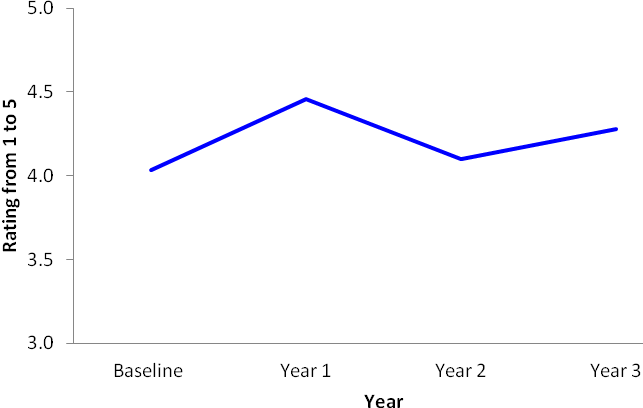 5.0
4.5
4.0
3.5
3.0
Rating from 1 to 5
Baseline Year 1 Year 2 Year 3
Year